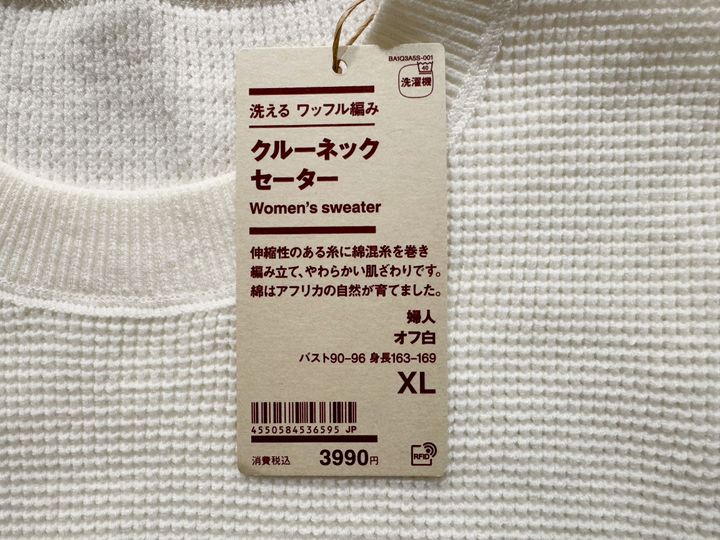 BA1Q3A5S-001
40
洗濯機
洗える ワッフル編み
クルーネック
セーター
Women's sweater
伸縮性のある糸に綿混糸を巻き
編み立て、やわらかい肌ざわりです。
綿はアフリカの自然が育てました。
婦人
オフ白
バスト90-96 身長163-169
XL
4550584536595 JP
消費税込 3990円
RFID